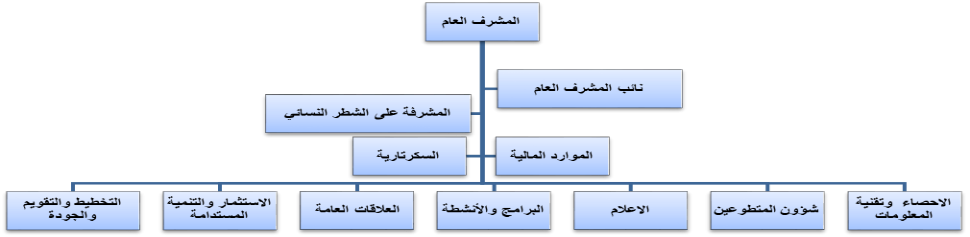 المشرف العام
نائب المشرف العام
المشرفة على الشطر النسائي
الموارد المالية
السكرتارية
الاحصاء وتقنية
المعلومات
شؤون المتطوعين
الاعلام
البرامج والأنشطة
العلاقات العامة
الاستثمار والتنمية
المستدامة
التخطيط والتقويم
والجودة